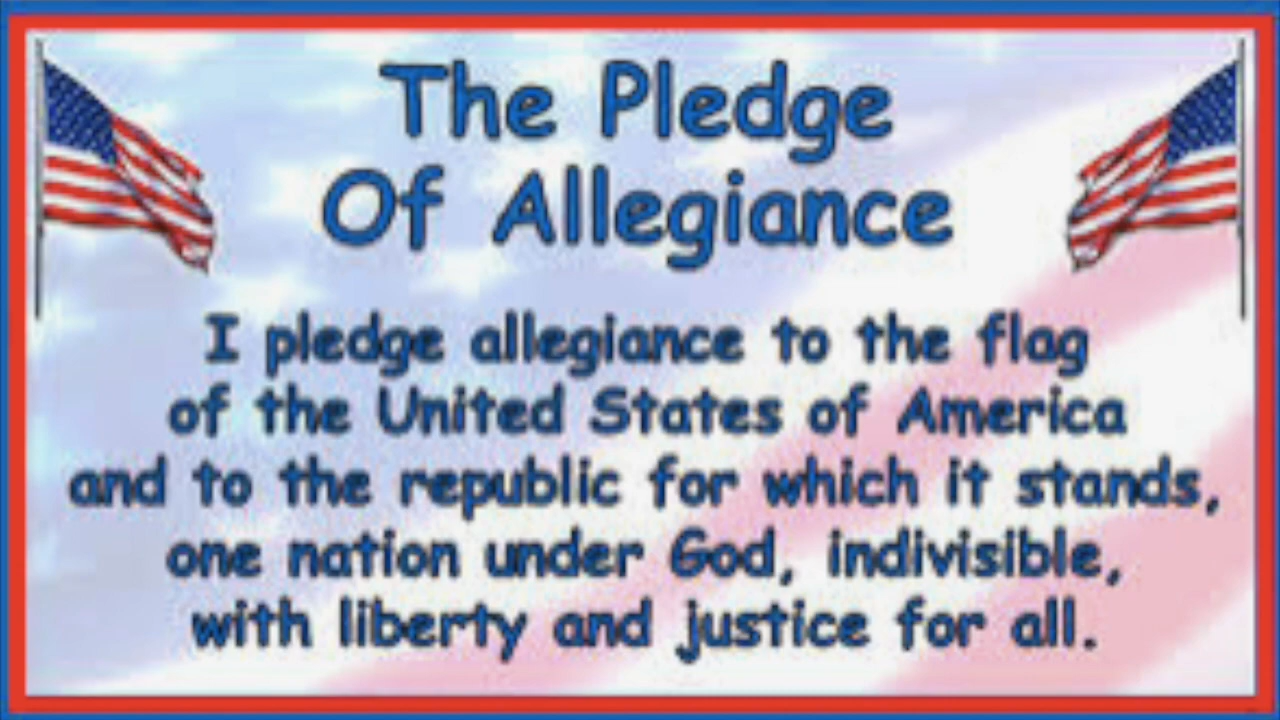 The Pledge
Of Allegiance
I pledge allegiance to the flag
of the United States of America
and to the republic for which it stands,
one nation under God, indivisible,
with liberty and justice for all.